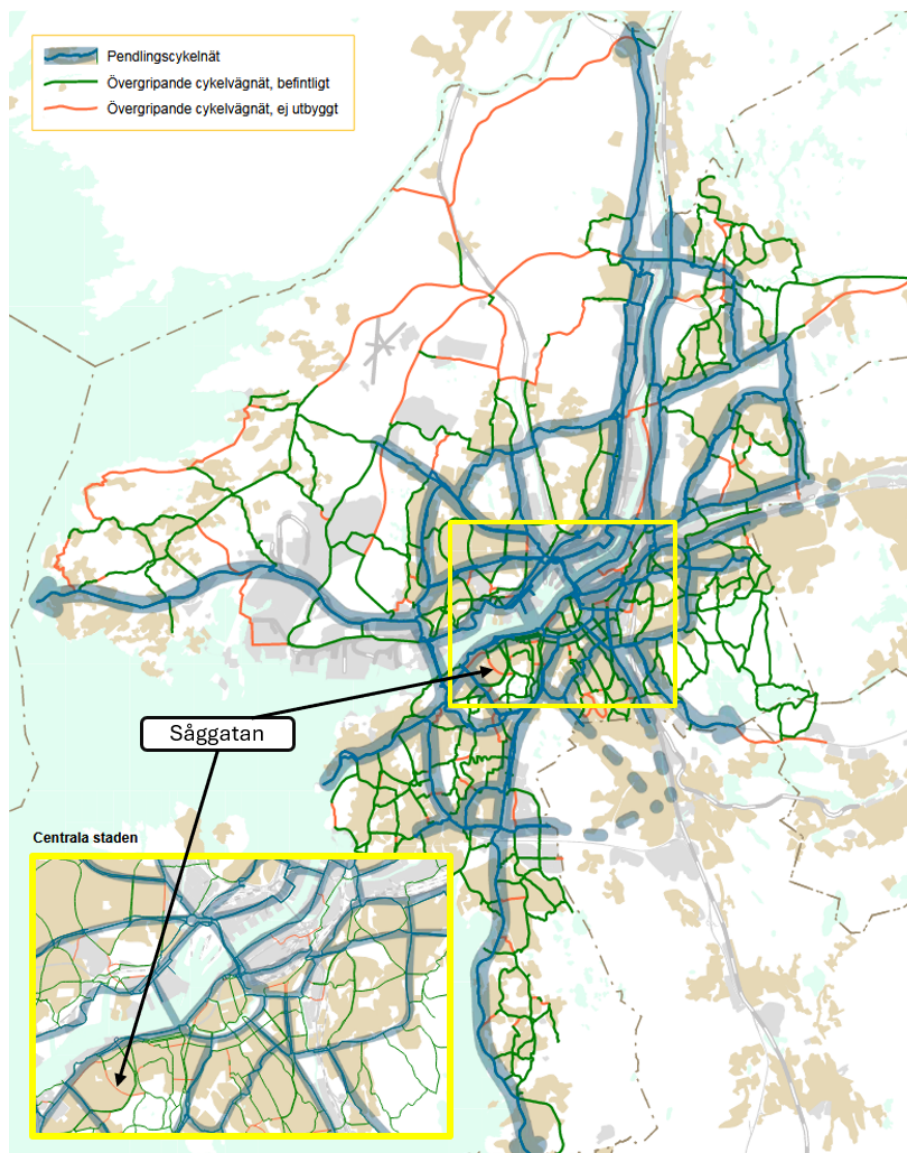 Pendlingscykelnät
Övergripande cykelvägnät, befintligt
Övergripande cykelvägnät, ej utbyggt
Såggatan
Centrala staden